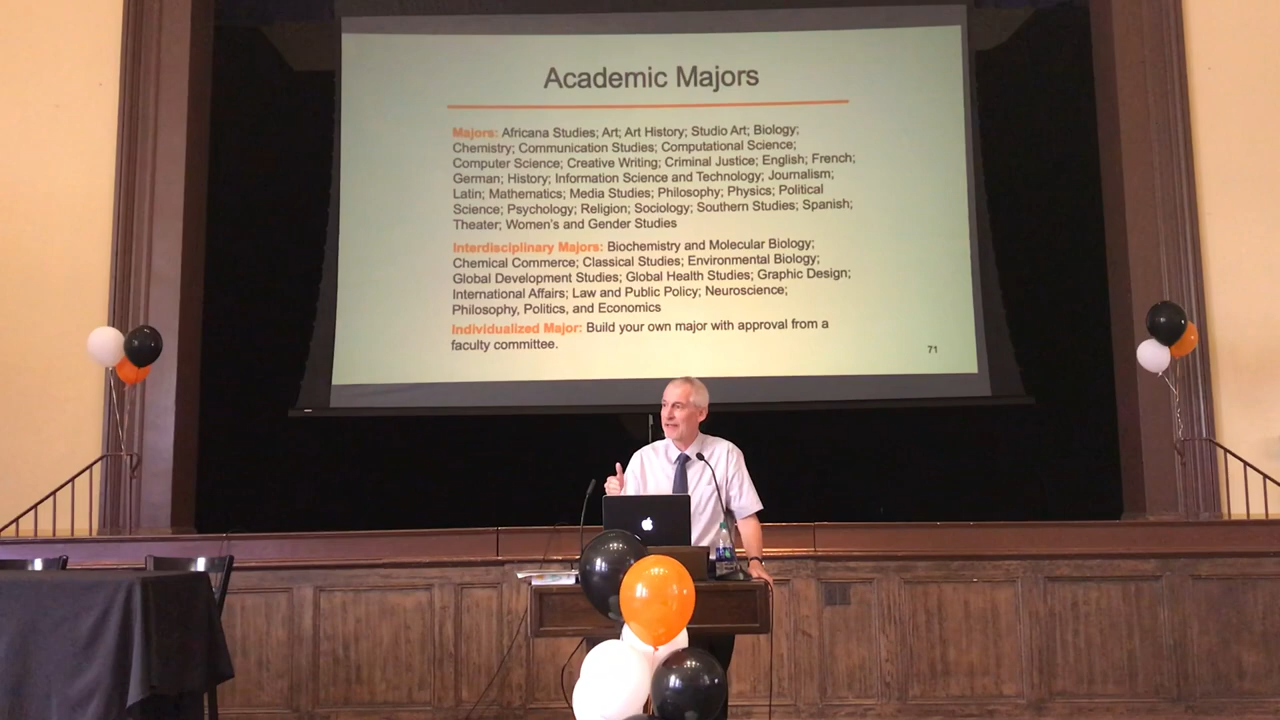 Academic Majors
Majors: Africana Studies; Art; Art History; Studio Art; Biology;
Chemistry; Communication Studies; Computational Science;
Computer Science; Creative Writing; Criminal Justice; English; French;
German; History; Information Science and Technology; Journalism;
Latin; Mathematics; Media Studies; Philosophy; Physics; Political
Science; Psychology; Religion; Sociology; Southern Studies; Spanish;
Theater; Women's and Gender Studies
Interdisciplinary Majors: Biochemistry and Molecular Biology;
Chemical Commerce; Classical Studies; Environmental Biology;
Global Development Studies; Global Health Studies; Graphic Design;
International Affairs; Law and Public Policy; Neuroscience;
Philosophy, Politics, and Economics
Individualized Major: Build your own major with approval from a
faculty committee.
71